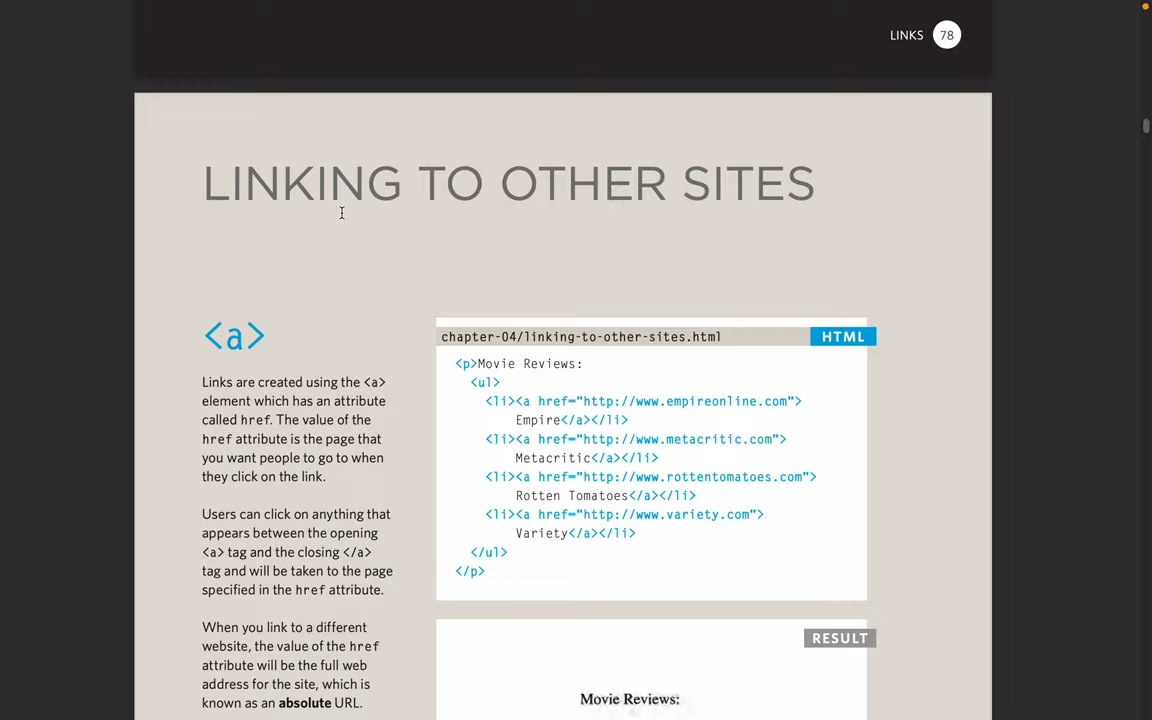 LINKS 78
LINKING TO OTHER SITES
<a>
Links are created using the <a>
element which has an attribute
called href. The value of the
href attribute is the page that
you want people to go to when
they click on the link.
Users can click on anything that
appears between the opening
<a> tag and the closing </a>
tag and will be taken to the page
specified in the href attribute.
When you link to a different
website, the value of the href
attribute will be the full web
address for the site, which is
known as an absolute URL.
chapter-04/linking-to-other-sites.html HTML
<p>Movie Reviews:
<ul>
<li><a href="http://www.empireonline.com">
Empire</a></li>
<li><a href="http://www.metacritic.com">
Metacritic</a></li>
<li><a href="http://www.rottentomatoes.com">
Rotten Tomatoes</a></li>
<li><a href="http://www.variety.com">
Variety</a></li>
</ul>
</p>
RESULT
Movie Reviews: